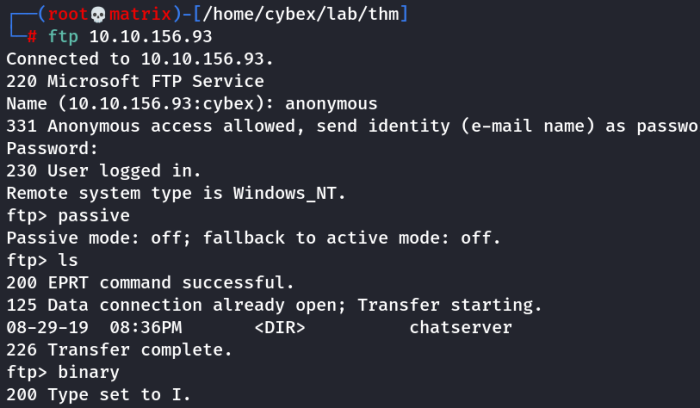 ┌──(root💀matrix)-[/home/cybex/lab/thm]
└─# ftp 10.10.156.93
Connected to 10.10.156.93.
220 Microsoft FTP Service
Name (10.10.156.93:cybex): anonymous
331 Anonymous access allowed, send identity (e-mail name) as passwo
Password:
230 User logged in.
Remote system type is Windows_NT.
ftp> passive
Passive mode: off; fallback to active mode: off.
ftp> ls
200 EPRT command successful.
125 Data connection already open; Transfer starting.
08-29-19  08:36PM       <DIR>          chatserver
226 Transfer complete.
ftp> binary
200 Type set to I.